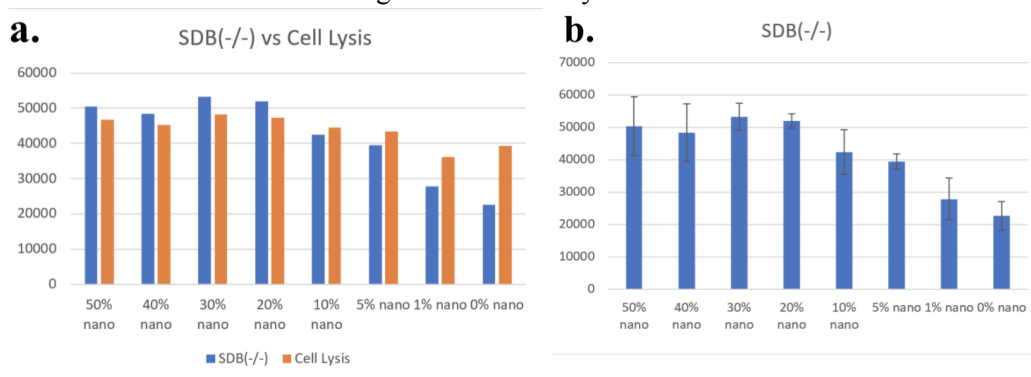 a.
SDB(-/-) vs Cell Lysis
60000
50000
40000
30000
20000
10000
0
50% nano
40% nano
30% nano
20% nano
10% nano
5% nano
1% nano
0% nano
SDB(-/-)
Cell Lysis
b.
SDB(-/-)
70000
60000
50000
40000
30000
20000
10000
0
50% nano
40% nano
30% nano
20% nano
10% nano
5% nano
1% nano
0% nano